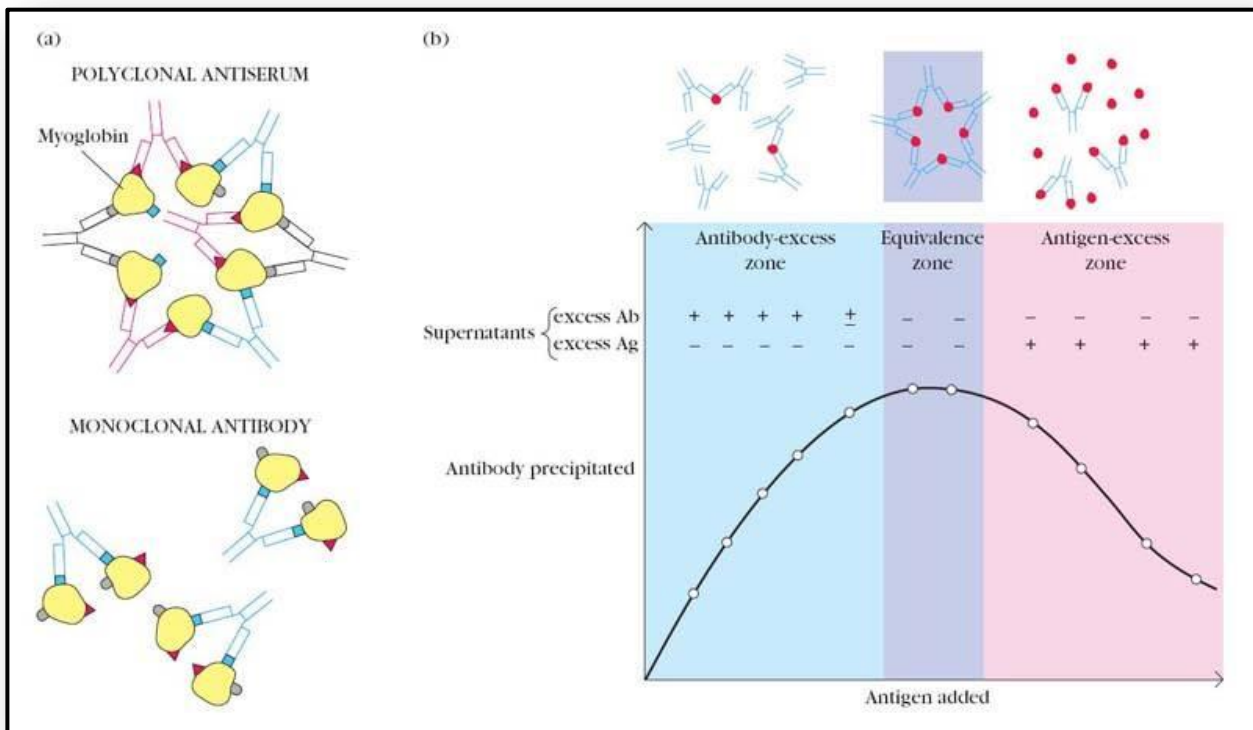 (a)
POLYCLONAL ANTISERUM
Myoglobin
MONOCLONAL ANTIBODY
(b)
Antibody-excess
zone
Equivalence
zone
Antigen-excess
zone
Supernatants { excess Ab + + + + ± – – – – – –
excess Ag – – – – – – – + + + +
Antibody precipitated
Antigen added